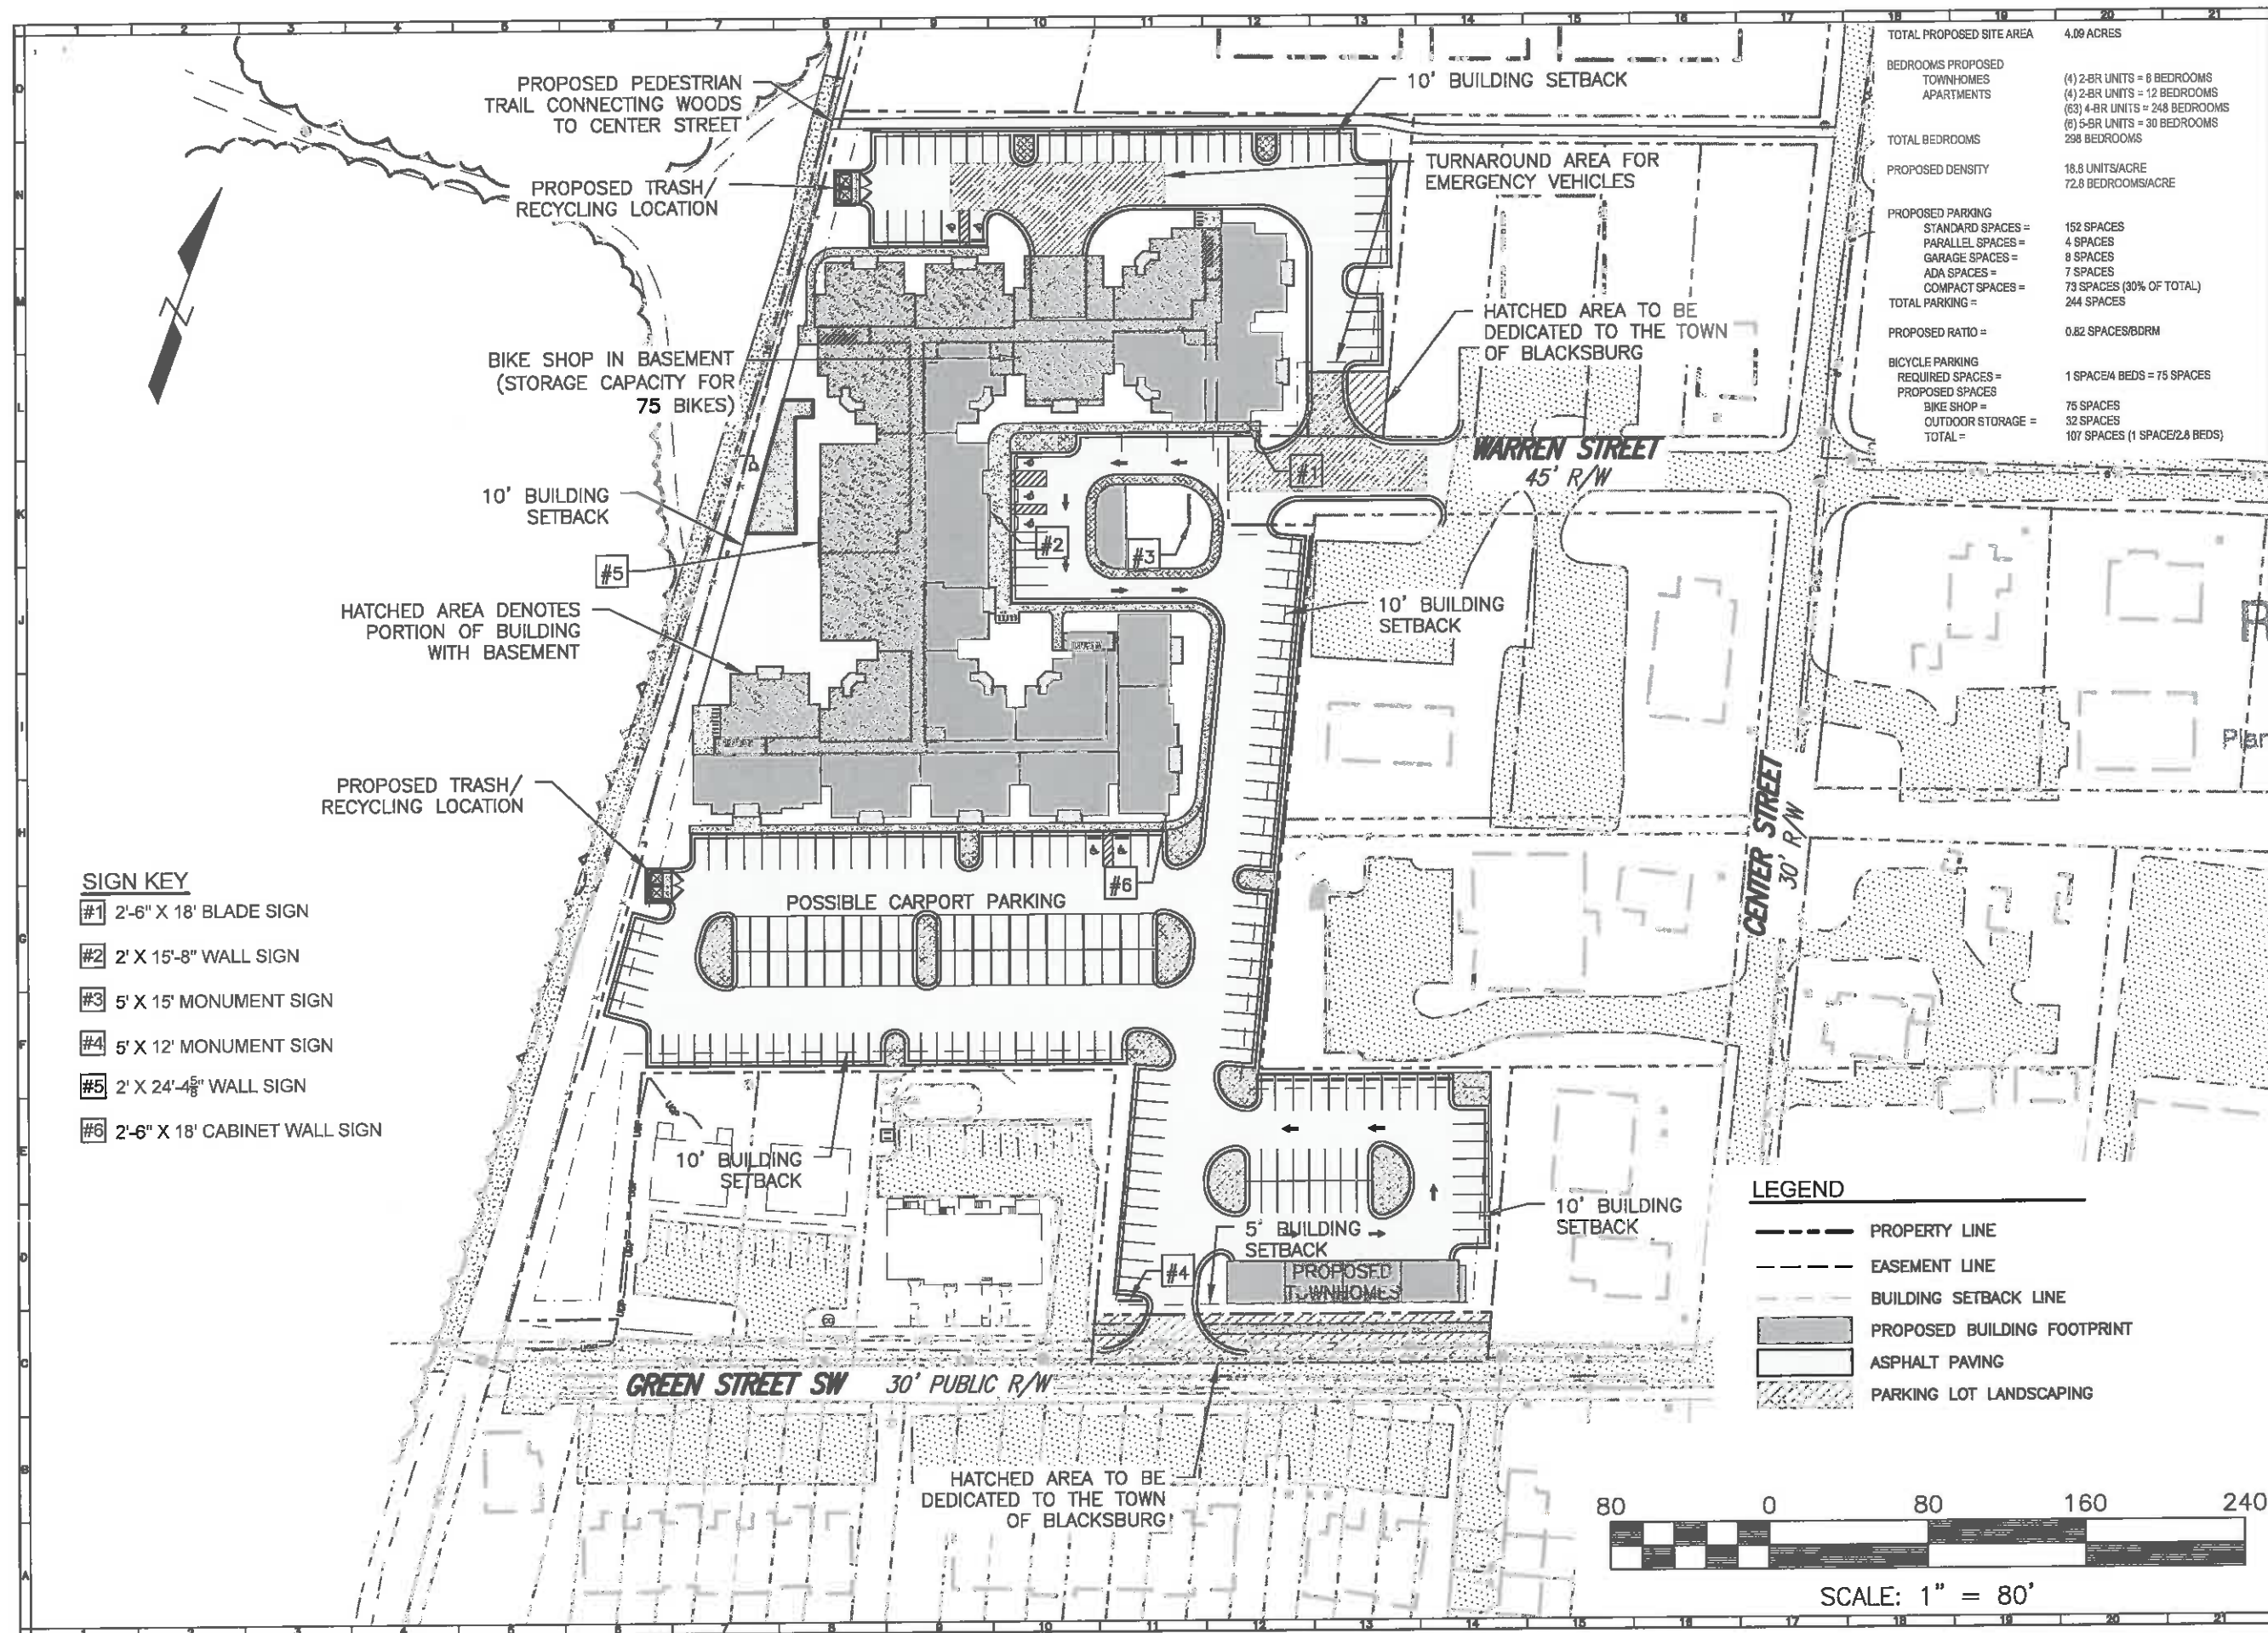 TOTAL PROPOSED SITE AREA 4.09 ACRES
BEDROOMS PROPOSED
TOWNHOMES (4) 2-BR UNITS = 8 BEDROOMS
APARTMENTS (4) 2-BR UNITS = 12 BEDROOMS
(63) 4-BR UNITS = 248 BEDROOMS
(6) 5-BR UNITS = 30 BEDROOMS
TOTAL BEDROOMS 298 BEDROOMS
PROPOSED DENSITY 18.8 UNITS/ACRE
72.8 BEDROOMS/ACRE
PROPOSED PARKING
STANDARD SPACES = 152 SPACES
PARALLEL SPACES = 4 SPACES
GARAGE SPACES = 8 SPACES
ADA SPACES = 7 SPACES
COMPACT SPACES = 73 SPACES (30% OF TOTAL)
TOTAL PARKING = 244 SPACES
PROPOSED RATIO = 0.82 SPACES/BDRM
BICYCLE PARKING
REQUIRED SPACES = 1 SPACE/4 BEDS = 75 SPACES
PROPOSED SPACES
BIKE SHOP = 75 SPACES
OUTDOOR STORAGE = 32 SPACES
TOTAL = 107 SPACES (1 SPACE/2.8 BEDS)
PROPOSED PEDESTRIAN
TRAIL CONNECTING WOODS
TO CENTER STREET
10' BUILDING SETBACK
PROPOSED TRASH/
RECYCLING LOCATION
TURNAROUND AREA FOR
EMERGENCY VEHICLES
HATCHED AREA TO BE
DEDICATED TO THE TOWN
OF BLACKSBURG
BIKE SHOP IN BASEMENT
(STORAGE CAPACITY FOR
75 BIKES)
WARREN STREET
45' R/W
#1
10' BUILDING
SETBACK
#2
#3
#5
HATCHED AREA DENOTES
PORTION OF BUILDING
WITH BASEMENT
10' BUILDING
SETBACK
Plan
PROPOSED TRASH/
RECYCLING LOCATION
CENTER STREET
30' R/W
#6
POSSIBLE CARPORT PARKING
SIGN KEY
#1 2'-6" X 18' BLADE SIGN
#2 2' X 15'-8" WALL SIGN
#3 5' X 15' MONUMENT SIGN
#4 5' X 12' MONUMENT SIGN
#5 2' X 24'-4⅝" WALL SIGN
#6 2'-6" X 18' CABINET WALL SIGN
10' BUILDING
SETBACK
10' BUILDING
SETBACK
5' BUILDING
SETBACK
#4
PROPOSED
TOWNHOMES
GREEN STREET SW 30' PUBLIC R/W
HATCHED AREA TO BE
DEDICATED TO THE TOWN
OF BLACKSBURG
LEGEND
PROPERTY LINE
EASEMENT LINE
BUILDING SETBACK LINE
PROPOSED BUILDING FOOTPRINT
ASPHALT PAVING
PARKING LOT LANDSCAPING
80 0 80 160 240
SCALE: 1" = 80'